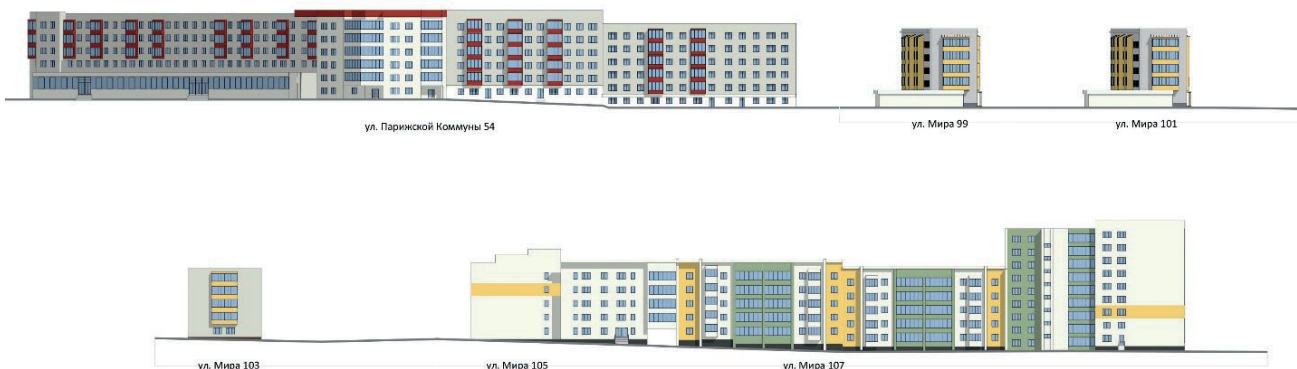 ул. Парижской Коммуны 54
ул. Мира 99
ул. Мира 101
ул. Мира 103
ул. Мира 105
ул. Мира 107